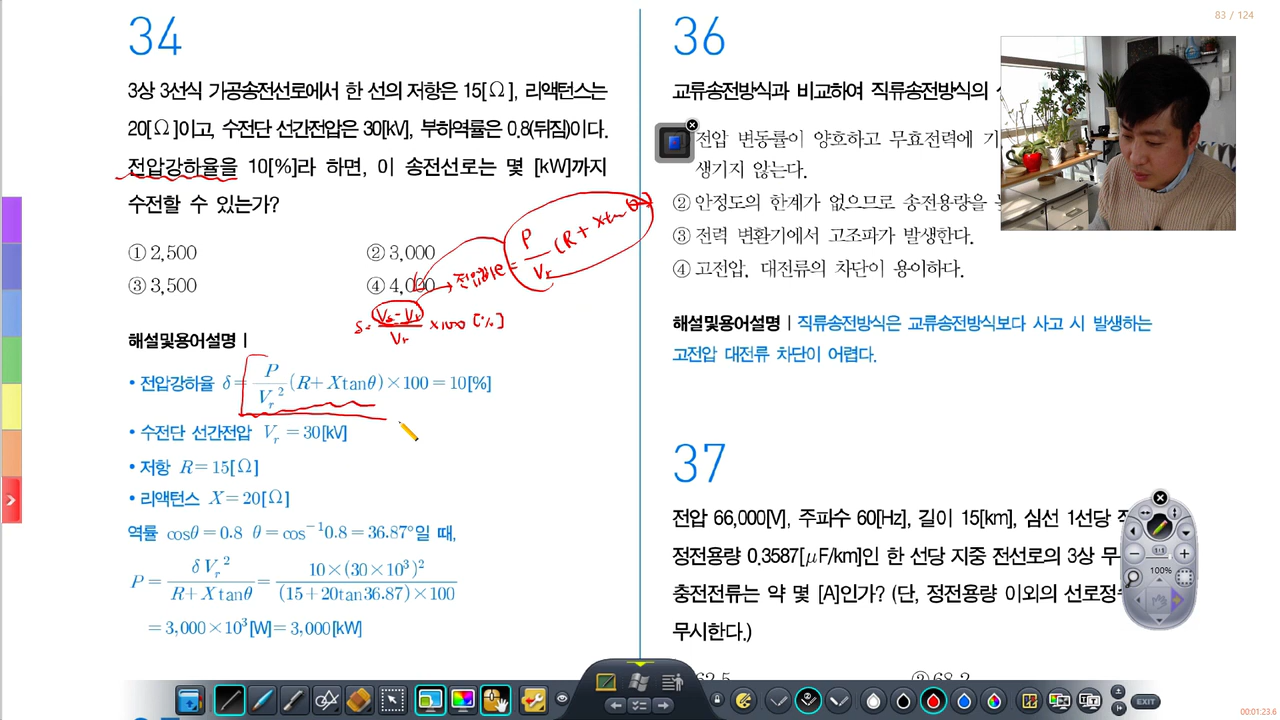 83 / 124
34
3상 3선식 가공송전선로에서 한 선의 저항은 15[Ω], 리액턴스는
20[Ω]이고, 수전단 선간전압은 30[kV], 부하역률은 0.8(뒤짐)이다.
전압강하율을 10[%]라 하면, 이 송전선로는 몇 [kW]까지
수전할 수 있는가?
① 2,500
② 3,000
③ 3,500
④ 4,000
전압강하 e = P/Vr (R + X tan θ)
δ = (Vs - Vr)/Vr × 100 [%]
해설및용어설명 |
• 전압강하율 δ = P/Vr² (R+Xtanθ)×100 = 10[%]
• 수전단 선간전압 Vr = 30[kV]
• 저항 R = 15[Ω]
• 리액턴스 X = 20[Ω]
역률 cosθ = 0.8 θ = cos⁻¹0.8 = 36.87°일 때,
P = δVr²/(R+Xtanθ) = 10×(30×10³)²/((15+20tan36.87)×100)
= 3,000×10³[W] = 3,000[kW]
36
교류송전방식과 비교하여 직류송전방식의
전압 변동률이 양호하고 무효전력에 기
생기지 않는다.
② 안정도의 한계가 없으므로 송전용량을
③ 전력 변환기에서 고조파가 발생한다.
④ 고전압, 대전류의 차단이 용이하다.
해설및용어설명 | 직류송전방식은 교류송전방식보다 사고 시 발생하는
고전압 대전류 차단이 어렵다.
37
전압 66,000[V], 주파수 60[Hz], 길이 15[km], 심선 1선당
정전용량 0.3587[μF/km]인 한 선당 지중 전선로의 3상 무
충전전류는 약 몇 [A]인가? (단, 정전용량 이외의 선로정수
무시한다.)
62.5
② 68.2
100%
EXIT
00:01:23.6